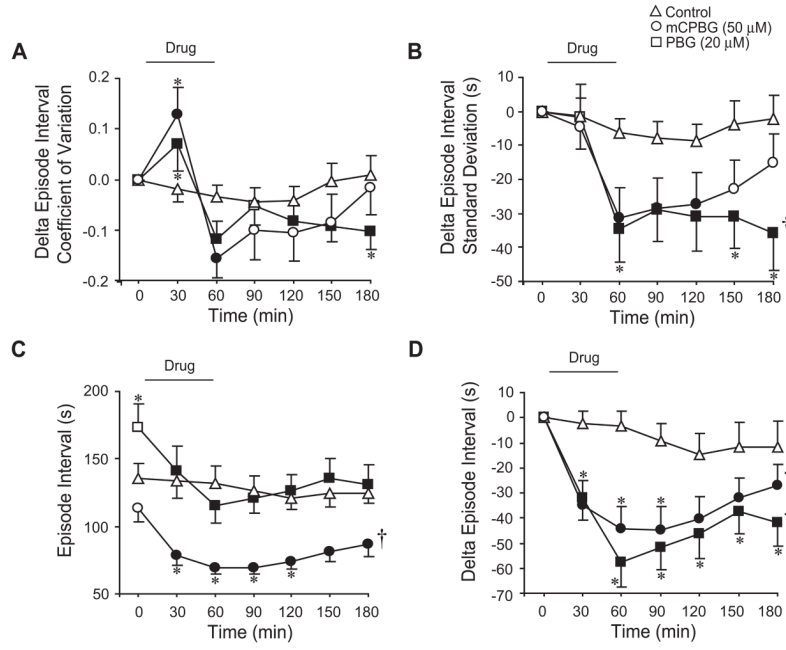 Control
mCPBG (50 μM)
PBG (20 μM)
A
Drug
Delta Episode Interval
Coefficient of Variation
0.2
0.1
0.0
-0.1
-0.2
*
*
*
0 30 60 90 120 150 180
Time (min)
B
Drug
Delta Episode Interval
Standard Deviation (s)
10
0
-10
-20
-30
-40
-50
* * *
0 30 60 90 120 150 180
Time (min)
C
Drug
Episode Interval (s)
200
150
100
50
*
†
* * * *
0 30 60 90 120 150 180
Time (min)
D
Drug
Delta Episode Interval (s)
10
0
-10
-20
-30
-40
-50
-60
-70
* * *
* * * * *
0 30 60 90 120 150 180
Time (min)